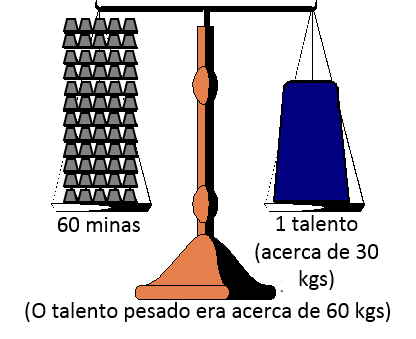 60 minas
1 talento
(acerca de 30
kgs)
(O talento pesado era acerca de 60 kgs)